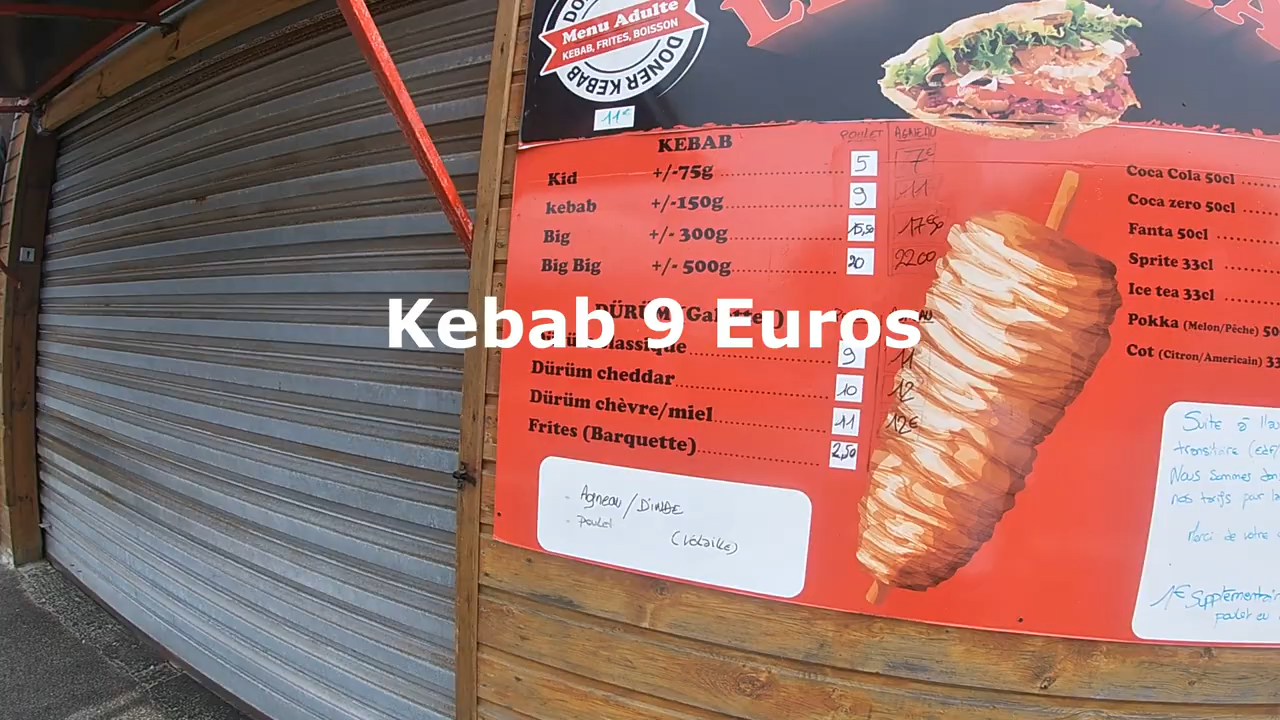 Menu Adulte
KEBAB, FRITES, BOISSON
DONER KEBAB
11€
KEBAB POULET AGNEAU
Kid +/-75g 5 7€
kebab +/-150g 9 11
Big +/- 300g 15,50 17€50
Big Big +/- 500g 20 2200
DÜRÜM
classique 9 11
Dürüm cheddar 10 12
Dürüm chèvre/miel 11 12€
Frites (Barquette) 2,50
- Agneau / DINDE
- Poulet
Coca Cola 50cl
Coca zero 50cl
Fanta 50cl
Sprite 33cl
Ice tea 33cl
Pokka (Melon/Pêche)
Cot (Citron/Americain)
Suite à
Nous sommes
nos tarifs pour
Merci de votre
1€ Supplémentaire
poulet
Kebab 9 Euros